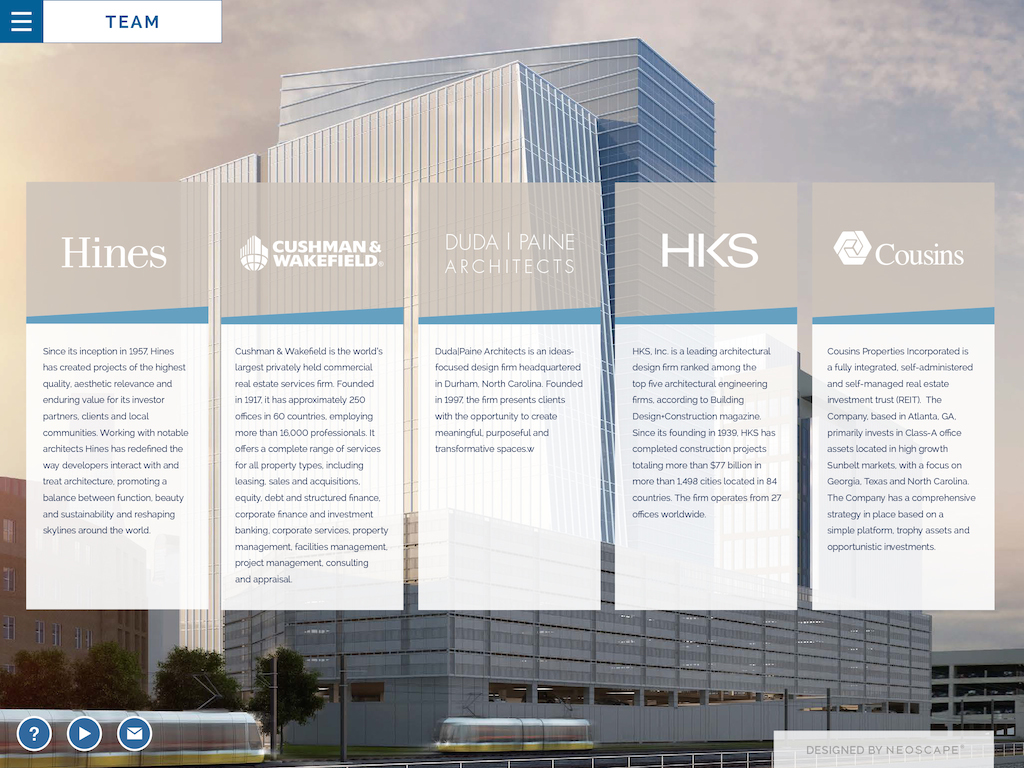 TEAM
Hines
Since its inception in 1957, Hines
has created projects of the highest
quality, aesthetic relevance and
enduring value for its investor
partners, clients and local
communities. Working with notable
architects Hines has redefined the
way developers interact with and
treat architecture, promoting a
balance between function, beauty
and sustainability and reshaping
skylines around the world.
CUSHMAN &
WAKEFIELD®
Cushman & Wakefield is the world's
largest privately held commercial
real estate services firm. Founded
in 1917, it has approximately 250
offices in 60 countries, employing
more than 16,000 professionals. It
offers a complete range of services
for all property types, including
leasing, sales and acquisitions,
equity, debt and structured finance,
corporate finance and investment
banking, corporate services, property
management, facilities management,
project management, consulting
and appraisal.
DUDA | PAINE
ARCHITECTS
Duda|Paine Architects is an ideas-
focused design firm headquartered
in Durham, North Carolina. Founded
in 1997, the firm presents clients
with the opportunity to create
meaningful, purposeful and
transformative spaces.w
HKS
HKS, Inc. is a leading architectural
design firm ranked among the
top five architectural engineering
firms, according to Building
Design+Construction magazine.
Since its founding in 1939, HKS has
completed construction projects
totaling more than $77 billion in
more than 1,498 cities located in 84
countries. The firm operates from 27
offices worldwide.
Cousins
Cousins Properties Incorporated is
a fully integrated, self-administered
and self-managed real estate
investment trust (REIT). The
Company, based in Atlanta, GA,
primarily invests in Class-A office
assets located in high growth
Sunbelt markets, with a focus on
Georgia, Texas and North Carolina.
The Company has a comprehensive
strategy in place based on a
simple platform, trophy assets and
opportunistic investments.
?
DESIGNED BY NEOSCAPE®